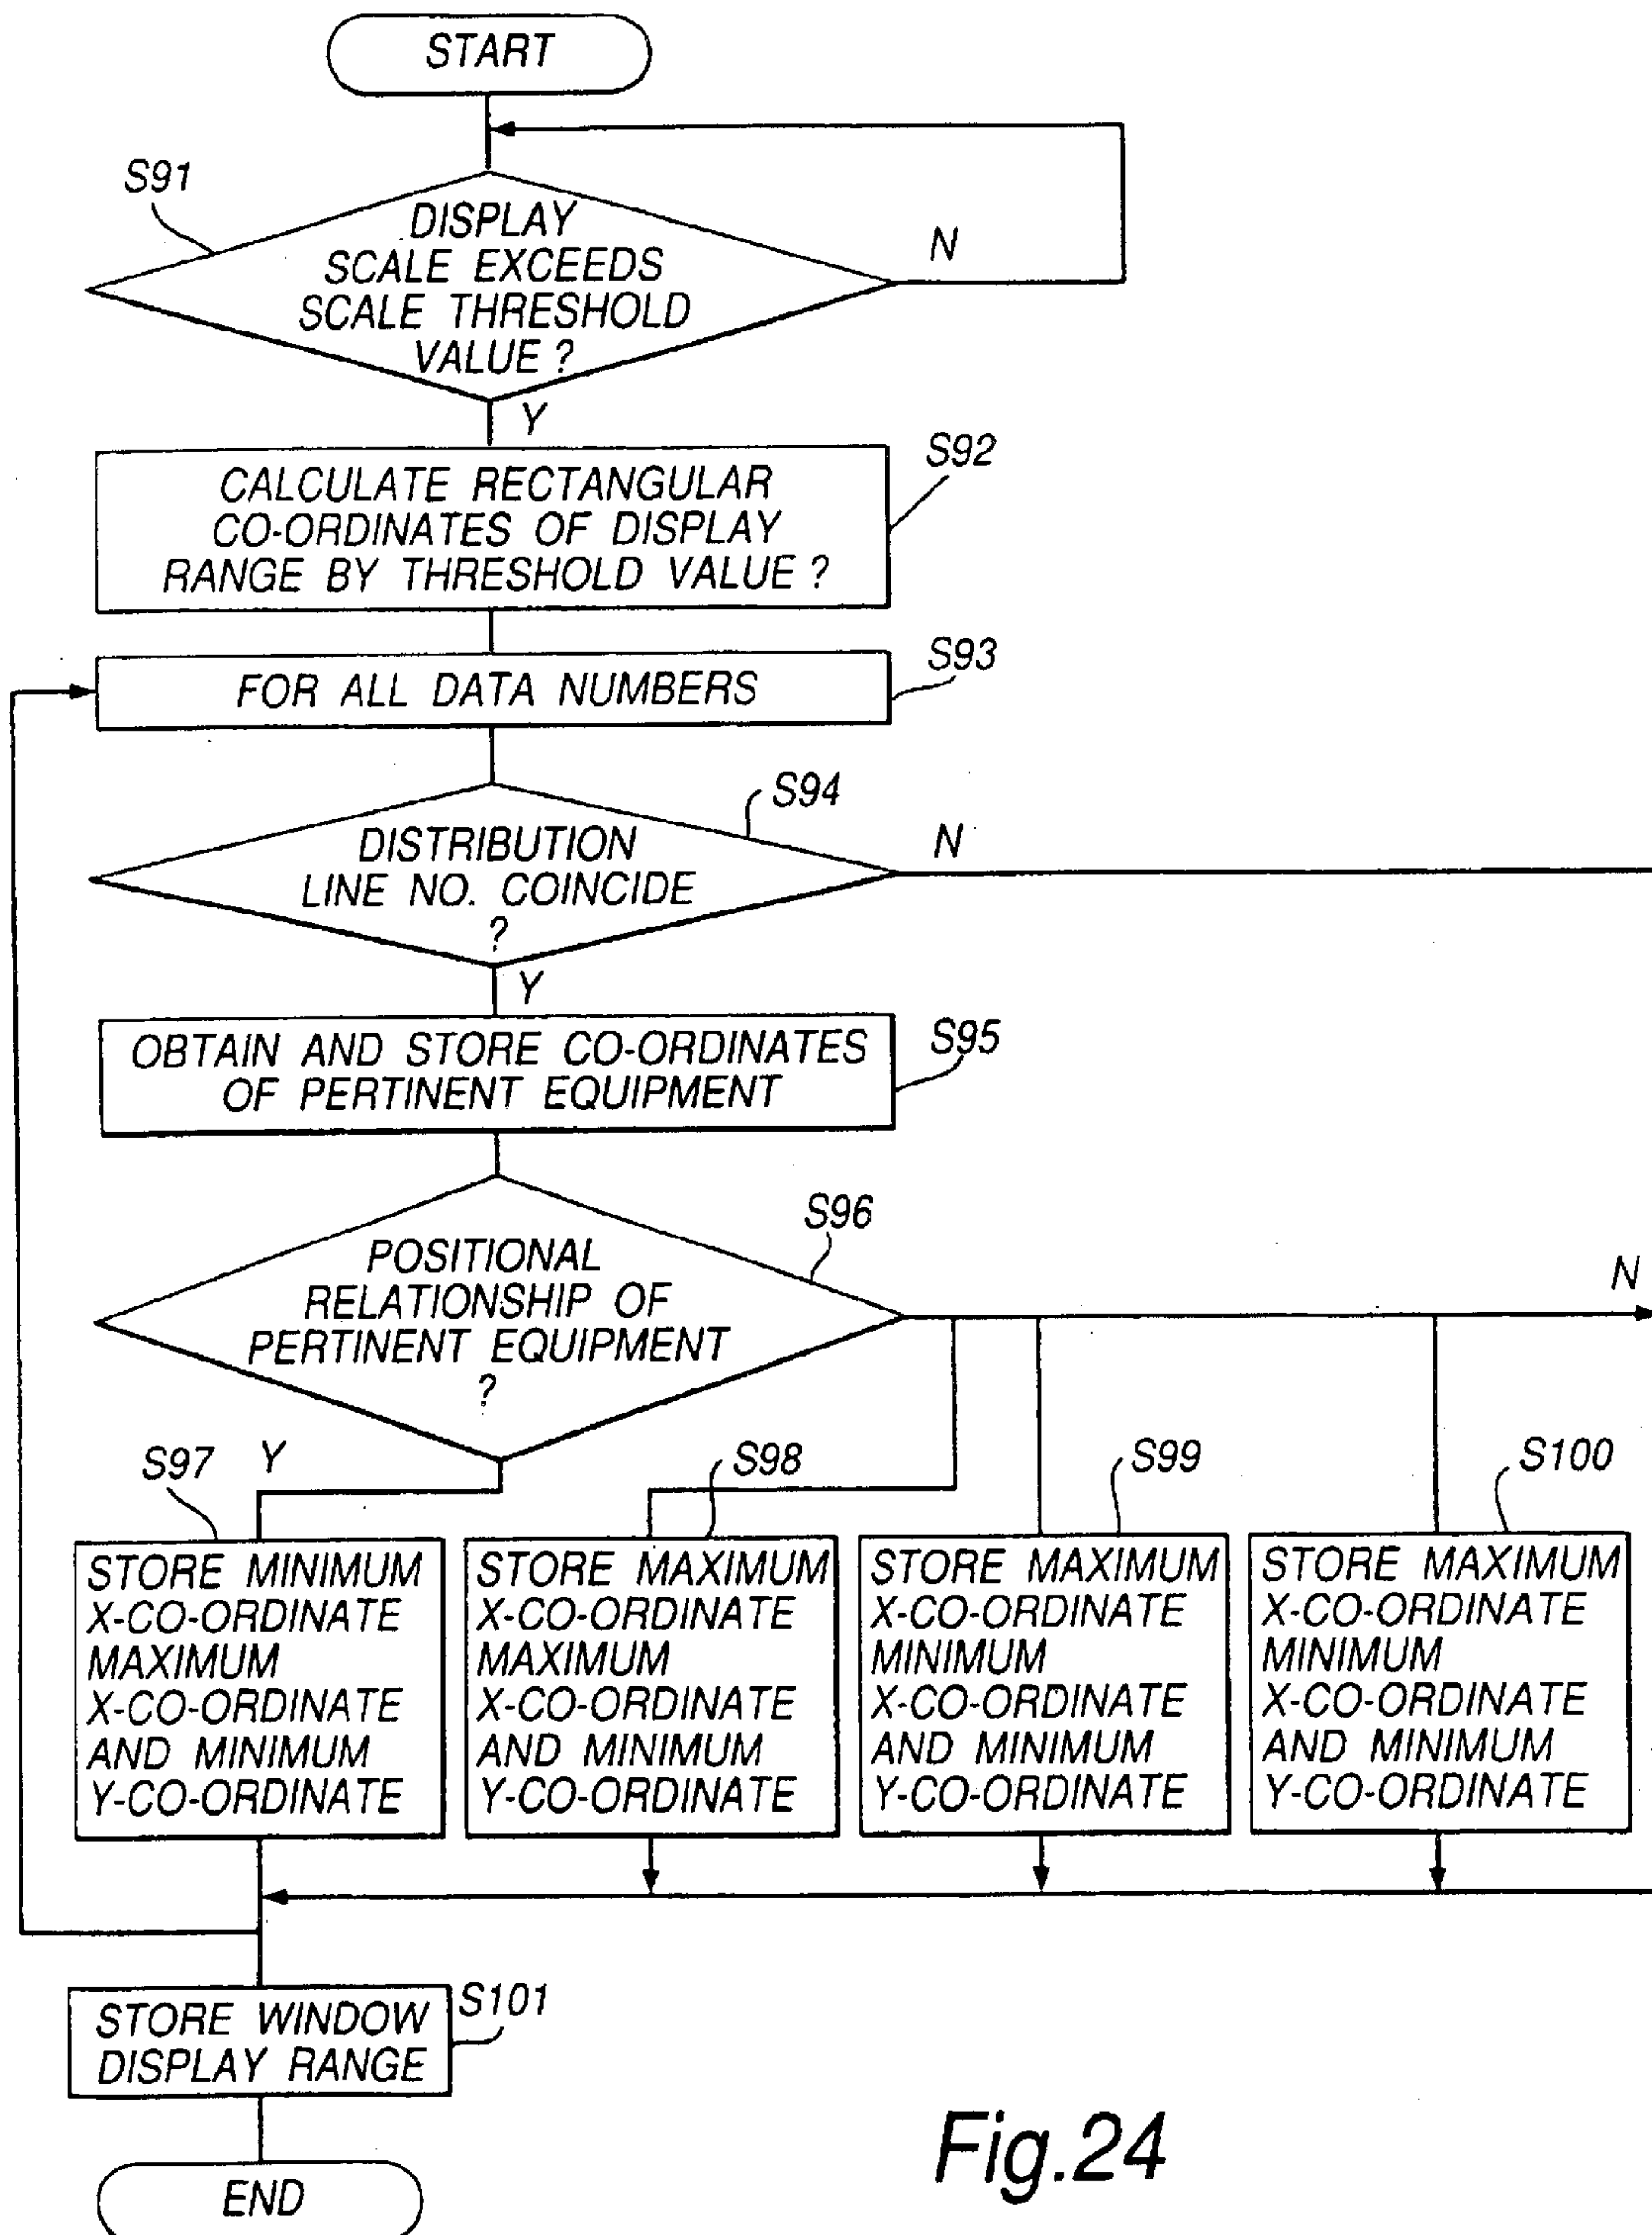 START
S91
DISPLAY
SCALE EXCEEDS
SCALE THRESHOLD
VALUE ?
N
Y
S92
CALCULATE RECTANGULAR
CO-ORDINATES OF DISPLAY
RANGE BY THRESHOLD VALUE ?
S93
FOR ALL DATA NUMBERS
S94
DISTRIBUTION
LINE NO. COINCIDE
?
N
Y
S95
OBTAIN AND STORE CO-ORDINATES
OF PERTINENT EQUIPMENT
S96
POSITIONAL
RELATIONSHIP OF
PERTINENT EQUIPMENT
?
N
Y
S97
STORE MINIMUM
X-CO-ORDINATE
MAXIMUM
X-CO-ORDINATE
AND MINIMUM
Y-CO-ORDINATE
S98
STORE MAXIMUM
X-CO-ORDINATE
MAXIMUM
X-CO-ORDINATE
AND MINIMUM
Y-CO-ORDINATE
S99
STORE MAXIMUM
X-CO-ORDINATE
MINIMUM
X-CO-ORDINATE
AND MINIMUM
Y-CO-ORDINATE
S100
STORE MAXIMUM
X-CO-ORDINATE
MINIMUM
X-CO-ORDINATE
AND MINIMUM
Y-CO-ORDINATE
S101
STORE WINDOW
DISPLAY RANGE
END
Fig.24